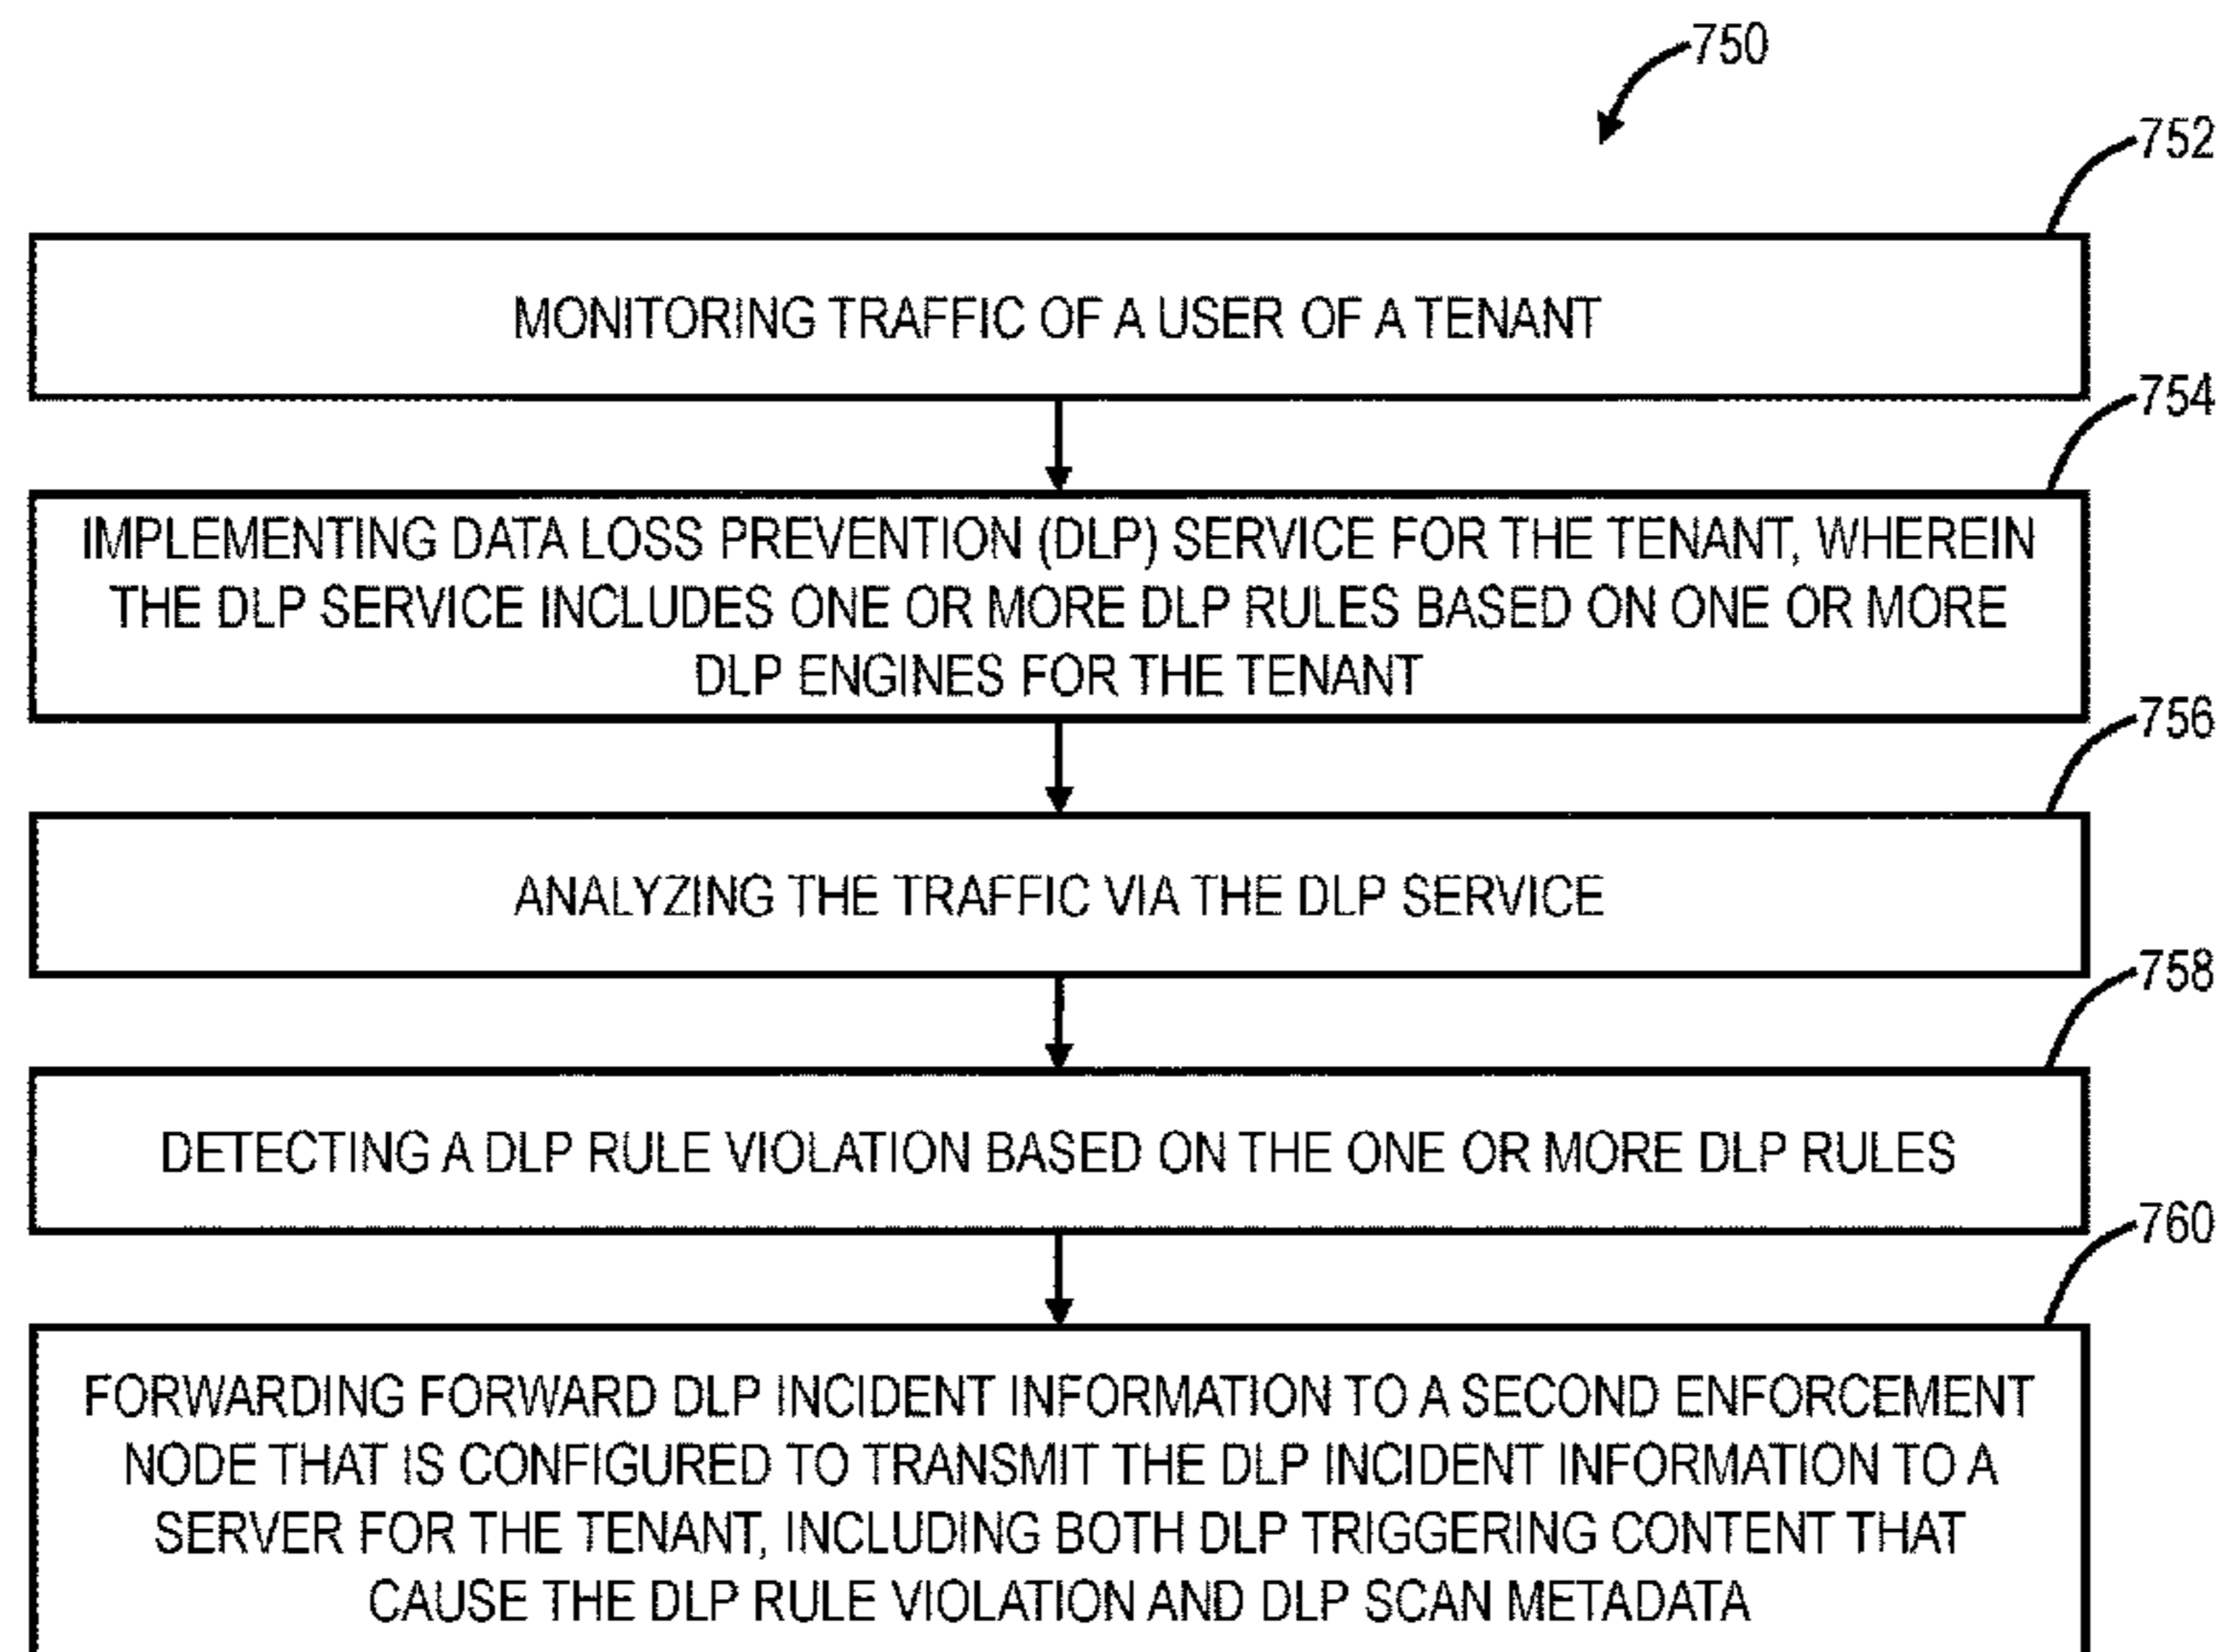 750
752
MONITORING TRAFFIC OF A USER OF A TENANT
754
IMPLEMENTING DATA LOSS PREVENTION (DLP) SERVICE FOR THE TENANT, WHEREIN
THE DLP SERVICE INCLUDES ONE OR MORE DLP RULES BASED ON ONE OR MORE
DLP ENGINES FOR THE TENANT
756
ANALYZING THE TRAFFIC VIA THE DLP SERVICE
758
DETECTING A DLP RULE VIOLATION BASED ON THE ONE OR MORE DLP RULES
760
FORWARDING FORWARD DLP INCIDENT INFORMATION TO A SECOND ENFORCEMENT
NODE THAT IS CONFIGURED TO TRANSMIT THE DLP INCIDENT INFORMATION TO A
SERVER FOR THE TENANT, INCLUDING BOTH DLP TRIGGERING CONTENT THAT
CAUSE THE DLP RULE VIOLATION AND DLP SCAN METADATA